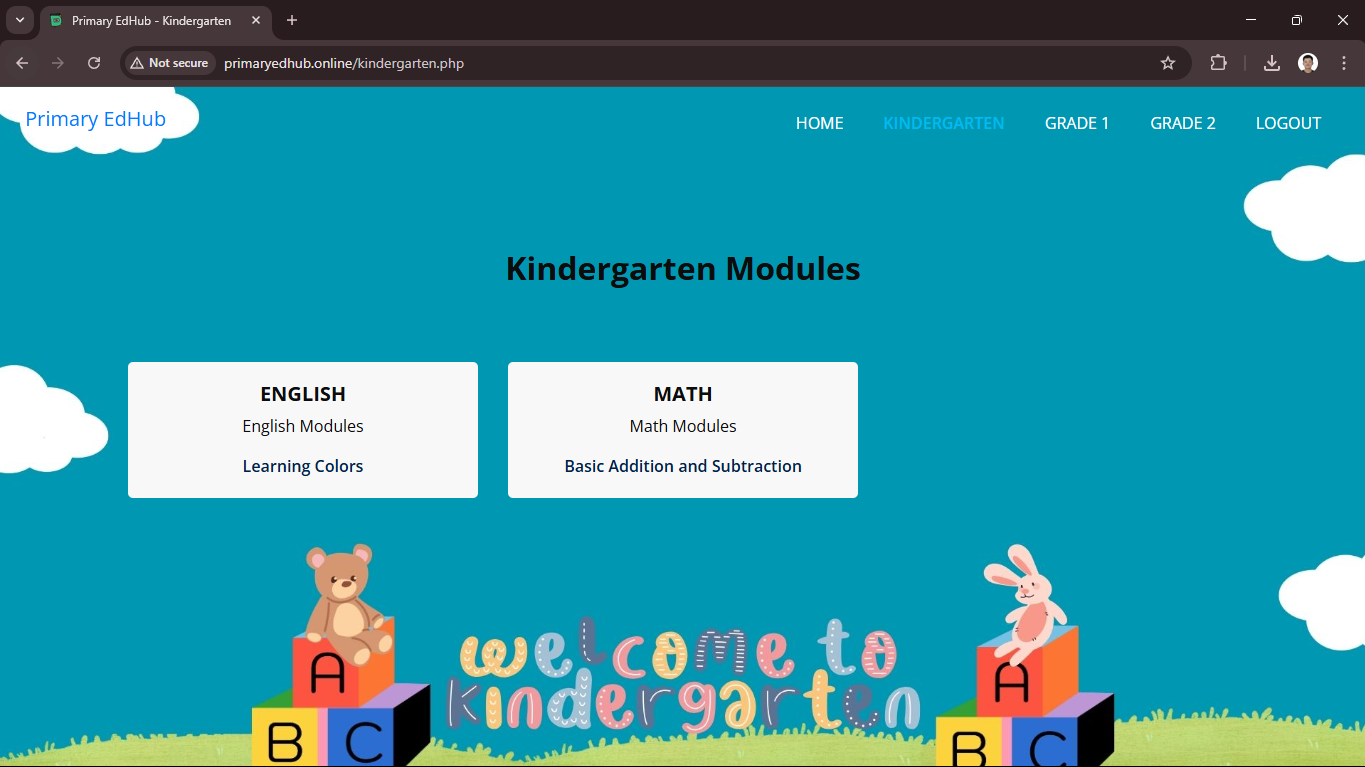 Primary EdHub - Kindergarten
Not secure
primaryedhub.online/kindergarten.php
Primary EdHub
HOME
KINDERGARTEN
GRADE 1
GRADE 2
LOGOUT
Kindergarten Modules
ENGLISH
English Modules
Learning Colors
MATH
Math Modules
Basic Addition and Subtraction
A
B C
welcome to
kindergarten
A
B C